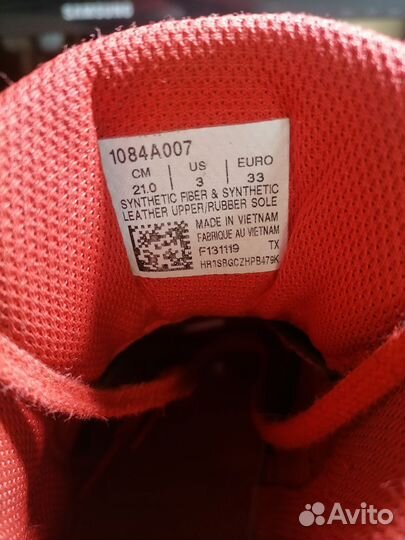 SAMSUNG
1084A007
CM US EURO
21.0 3 33
SYNTHETIC FIBER & SYNTHETIC
LEATHER UPPER/RUBBER SOLE
MADE IN VIETNAM
FABRIQUE AU VIETNAM
F131119 TX
Avito